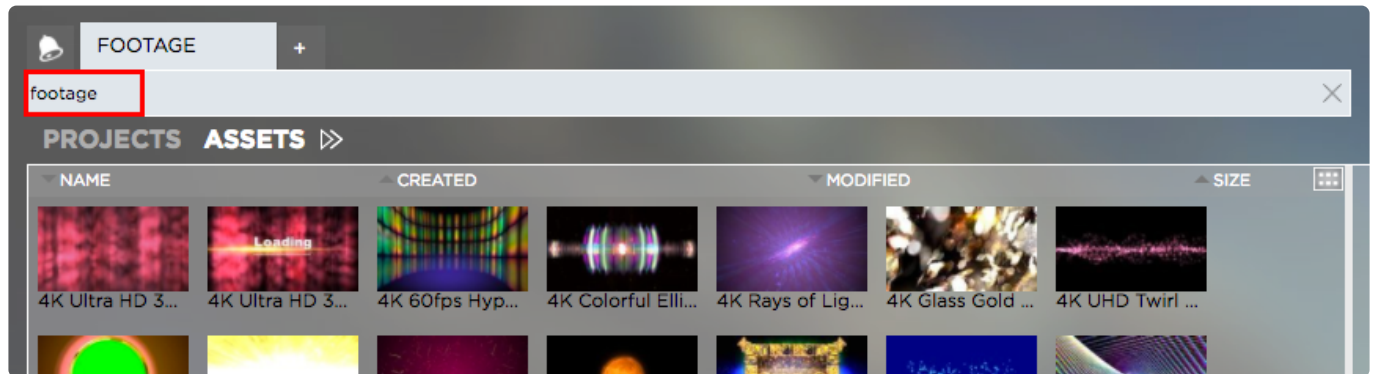 FOOTAGE +
footage
PROJECTS ASSETS
NAME CREATED MODIFIED SIZE
Loading
4K Ultra HD 3... 4K Ultra HD 3... 4K 60fps Hyp... 4K Colorful Elli... 4K Rays of Lig... 4K Glass Gold ... 4K UHD Twirl ...